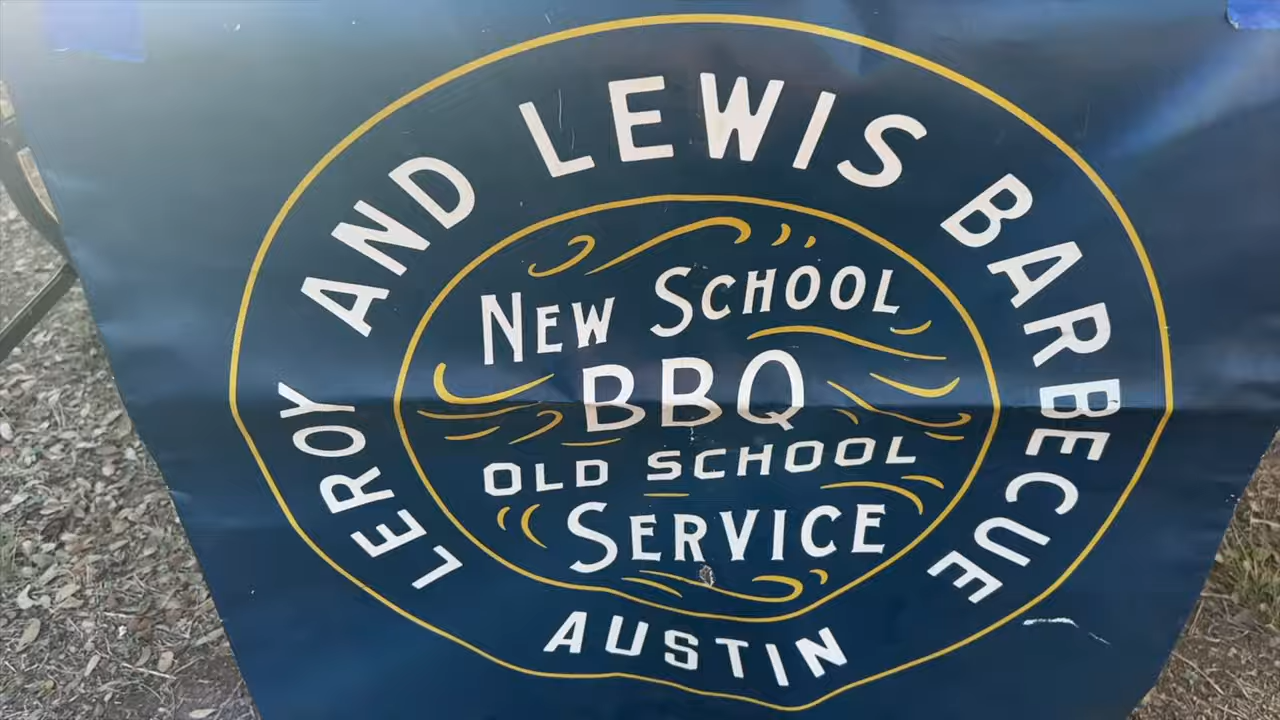 LEROY AND LEWIS BARBECUE
NEW SCHOOL
BBQ
OLD SCHOOL
SERVICE
AUSTIN